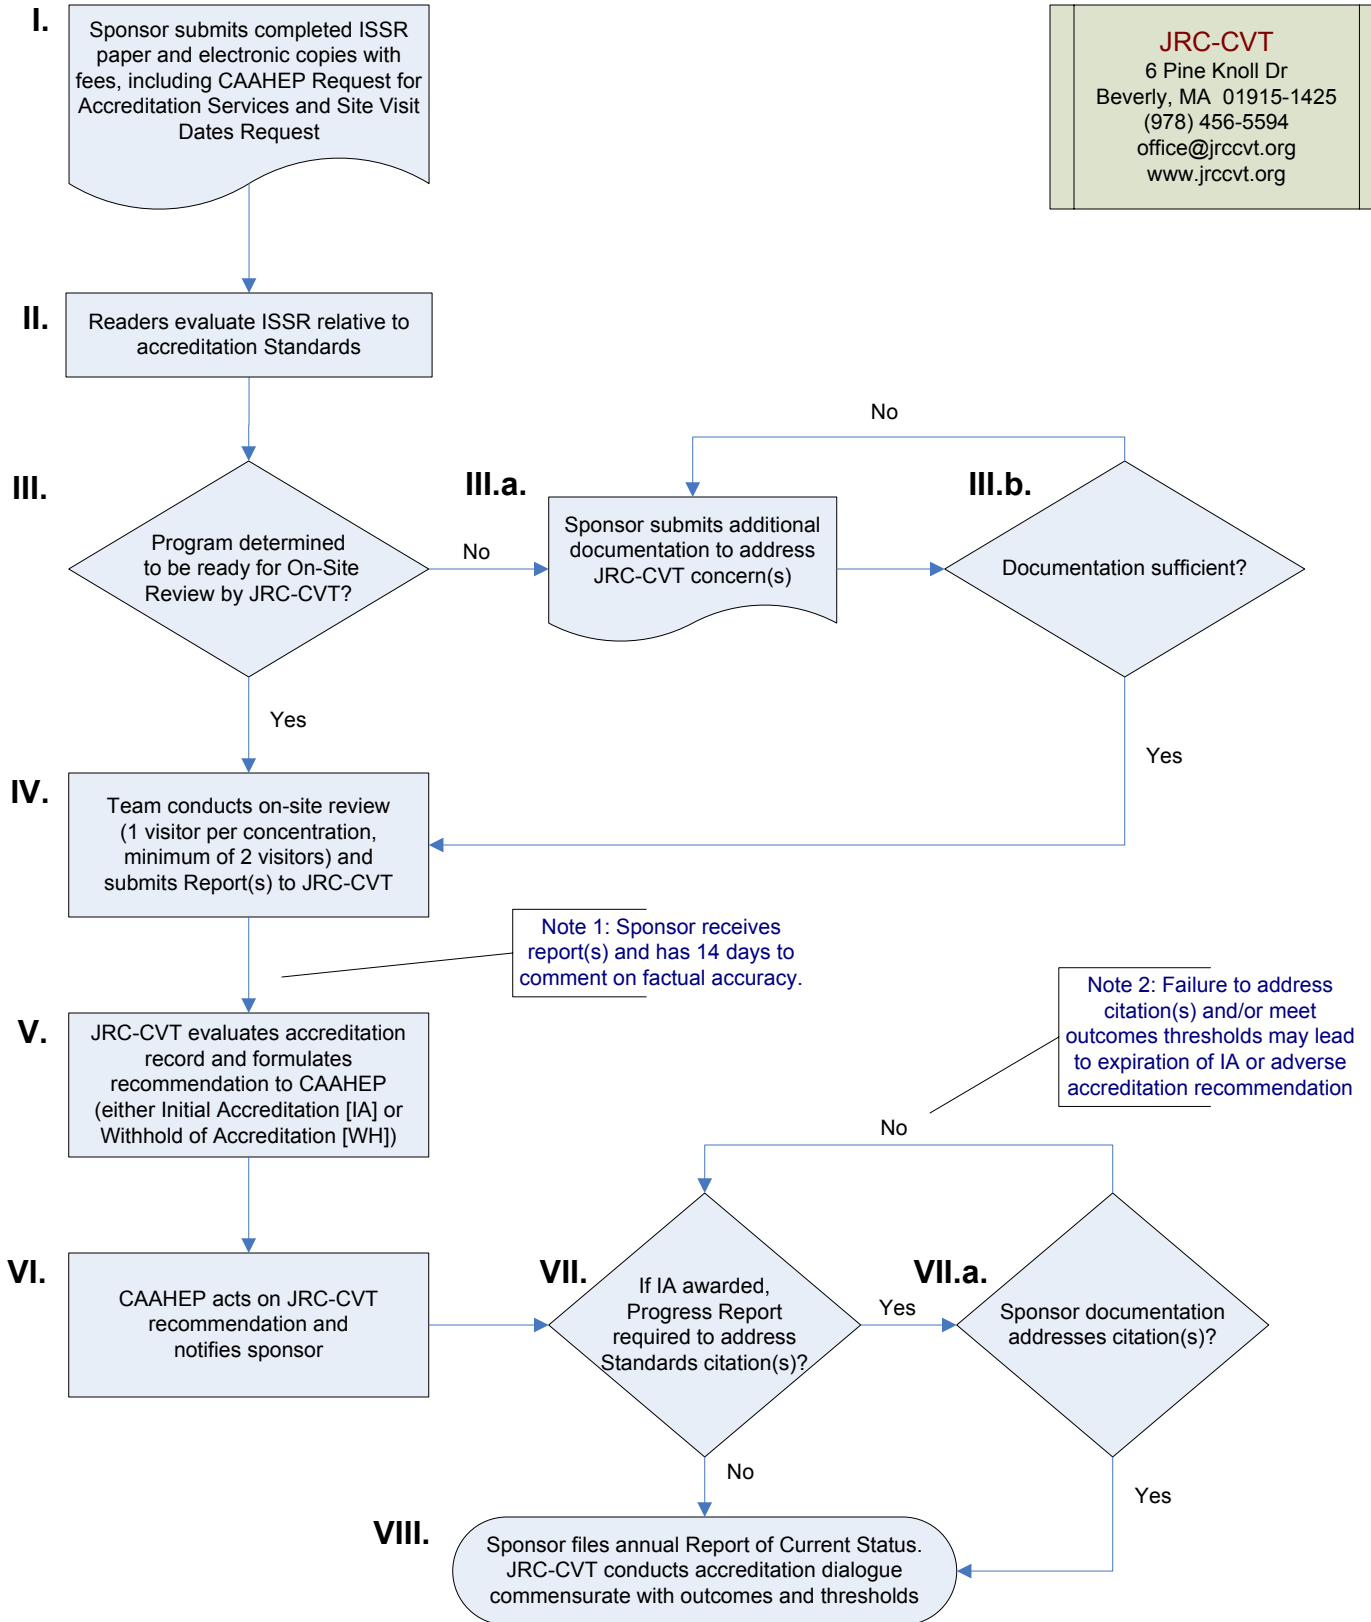 I.
Sponsor submits completed ISSR
paper and electronic copies with
fees, including CAAHEP Request for
Accreditation Services and Site Visit
Dates Request
JRC-CVT
6 Pine Knoll Dr
Beverly, MA  01915-1425
(978) 456-5594
office@jrccvt.org
www.jrccvt.org
II.
Readers evaluate ISSR relative to
accreditation Standards
III.
Program determined
to be ready for On-Site
Review by JRC-CVT?
No
Yes
III.a.
Sponsor submits additional
documentation to address
JRC-CVT concern(s)
III.b.
Documentation sufficient?
No
Yes
IV.
Team conducts on-site review
(1 visitor per concentration,
minimum of 2 visitors) and
submits Report(s) to JRC-CVT
Note 1: Sponsor receives
report(s) and has 14 days to
comment on factual accuracy.
V.
JRC-CVT evaluates accreditation
record and formulates
recommendation to CAAHEP
(either Initial Accreditation [IA] or
Withhold of Accreditation [WH])
Note 2: Failure to address
citation(s) and/or meet
outcomes thresholds may lead
to expiration of IA or adverse
accreditation recommendation
VI.
CAAHEP acts on JRC-CVT
recommendation and
notifies sponsor
VII.
If IA awarded,
Progress Report
required to address
Standards citation(s)?
Yes
No
VII.a.
Sponsor documentation
addresses citation(s)?
No
Yes
VIII.
Sponsor files annual Report of Current Status.
JRC-CVT conducts accreditation dialogue
commensurate with outcomes and thresholds